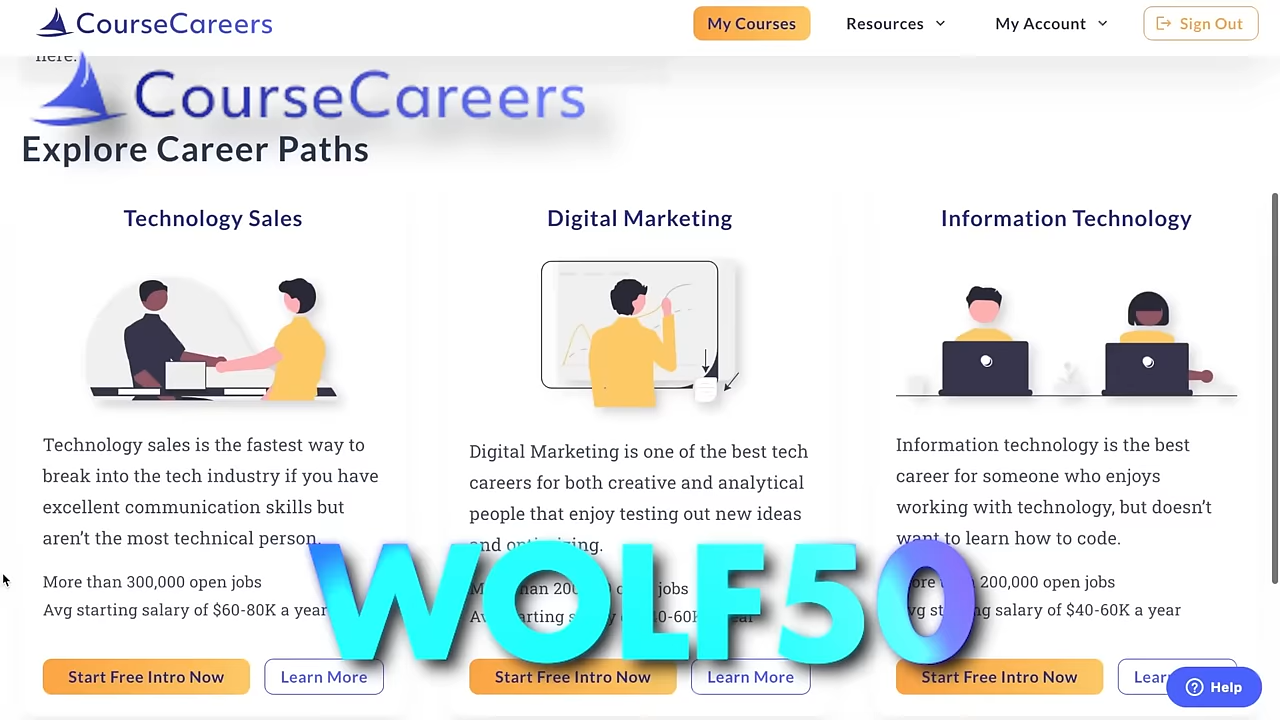 CourseCareers
My Courses
Resources
My Account
Sign Out
here.
CourseCareers
Explore Career Paths
Technology Sales
Technology sales is the fastest way to
break into the tech industry if you have
excellent communication skills but
aren't the most technical person.
More than 300,000 open jobs
Avg starting salary of $60-80K a year
Start Free Intro Now
Learn More
Digital Marketing
Digital Marketing is one of the best tech
careers for both creative and analytical
people that enjoy testing out new ideas
and optimizing.
jobs
Start Free Intro Now
Learn More
Information Technology
Information technology is the best
career for someone who enjoys
working with technology, but doesn't
want to learn how to code.
200,000 open jobs
salary of $40-60K a year
Start Free Intro Now
WOLF50
Help